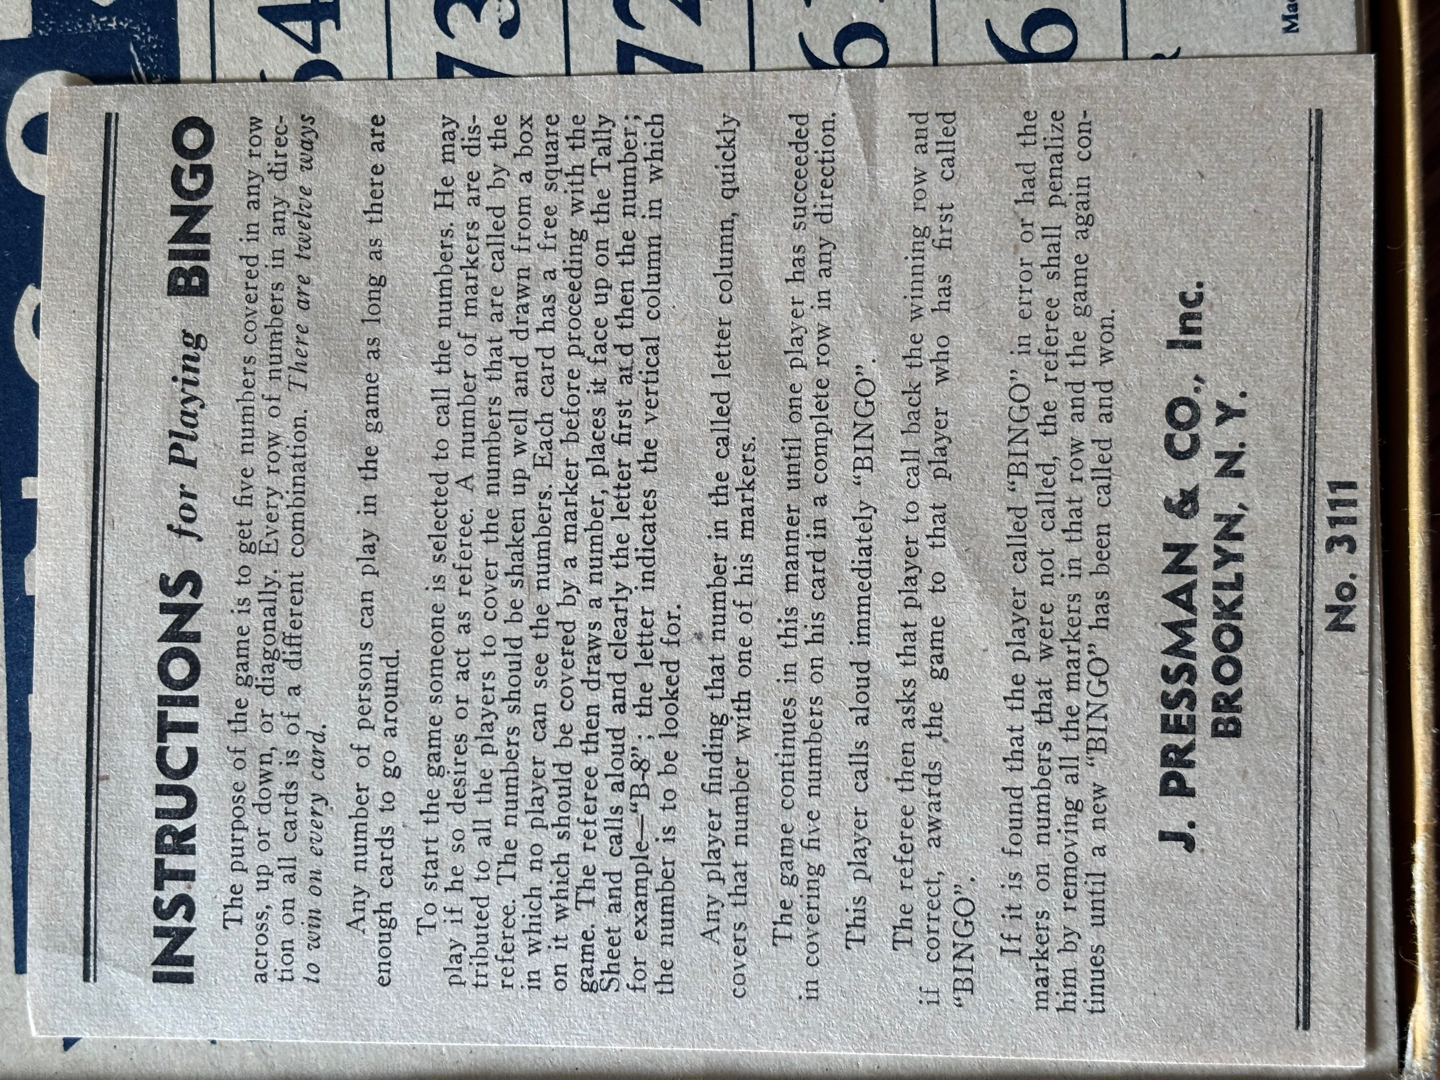 INSTRUCTIONS for Playing BINGO
The purpose of the game is to get five numbers covered in any row
across, up or down, or diagonally. Every row of numbers in any direc-
tion on all cards is of a different combination. There are twelve ways
to win on every card.
Any number of persons can play in the game as long as there are
enough cards to go around.
To start the game someone is selected to call the numbers. He may
play if he so desires or act as referee. A number of markers are dis-
tributed to all the players to cover the numbers that are called by the
referee. The numbers should be shaken up well and drawn from a box
in which no player can see the numbers. Each card has a free square
on it which should be covered by a marker before proceeding with the
game. The referee then draws a number, places it face up on the Tally
Sheet and calls aloud and clearly the letter first and then the number;
for example—“B-8”; the letter indicates the vertical column in which
the number is to be looked for.
Any player finding that number in the called letter column, quickly
covers that number with one of his markers.
The game continues in this manner until one player has succeeded
in covering five numbers on his card in a complete row in any direction.
This player calls aloud immediately “BINGO”.
The referee then asks that player to call back the winning row and
if correct, awards the game to that player who has first called
“BINGO”.
If it is found that the player called “BINGO” in error or had the
markers on numbers that were not called, the referee shall penalize
him by removing all the markers in that row and the game again con-
tinues until a new “BINGO” has been called and won.
J. PRESSMAN & CO., Inc.
BROOKLYN, N. Y.
No. 3111
73
72